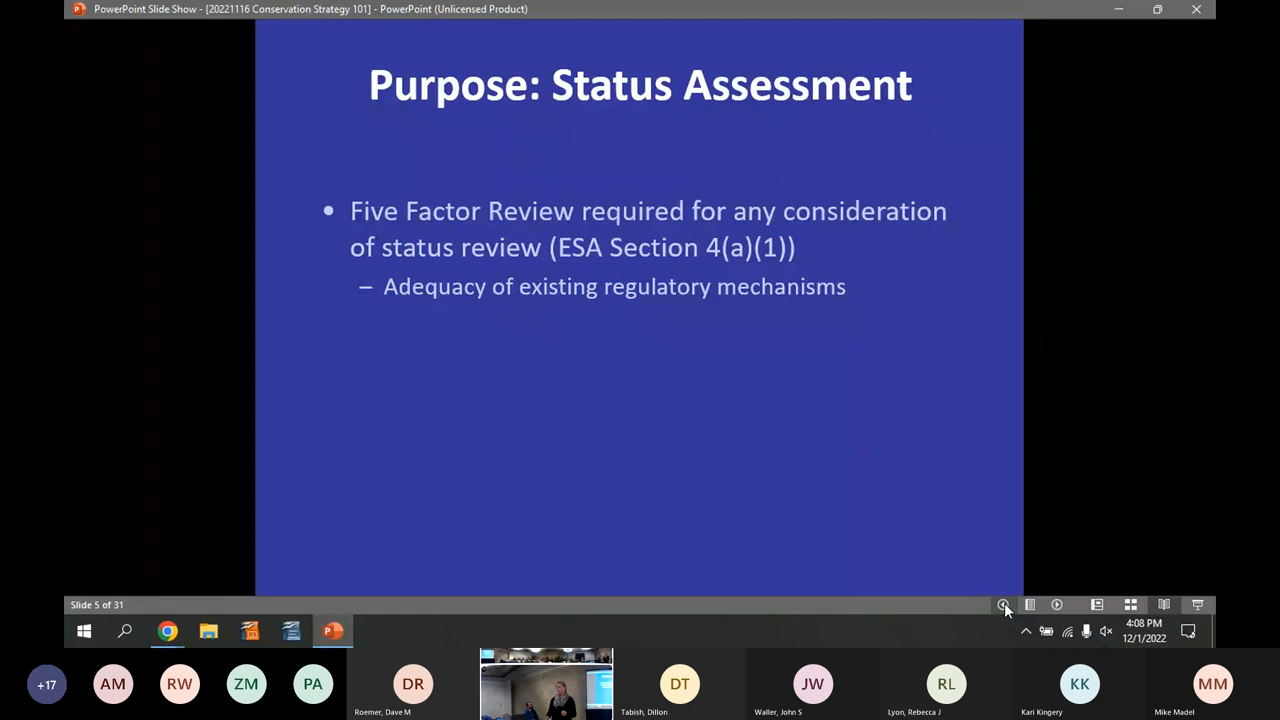 PowerPoint Slide Show - [20221116 Conservation Strategy 101] - PowerPoint (Unlicensed Product)
Purpose: Status Assessment
• Five Factor Review required for any consideration
of status review (ESA Section 4(a)(1))
– Adequacy of existing regulatory mechanisms
Slide 5 of 31
4:08 PM
12/1/2022
+17
AM
RW
ZM
PA
DR
DT
JW
RL
KK
MM
Roemer, Dave M
Tabish, Dillon
Waller, John S
Lyon, Rebecca J
Kari Kingery
Mike Madel